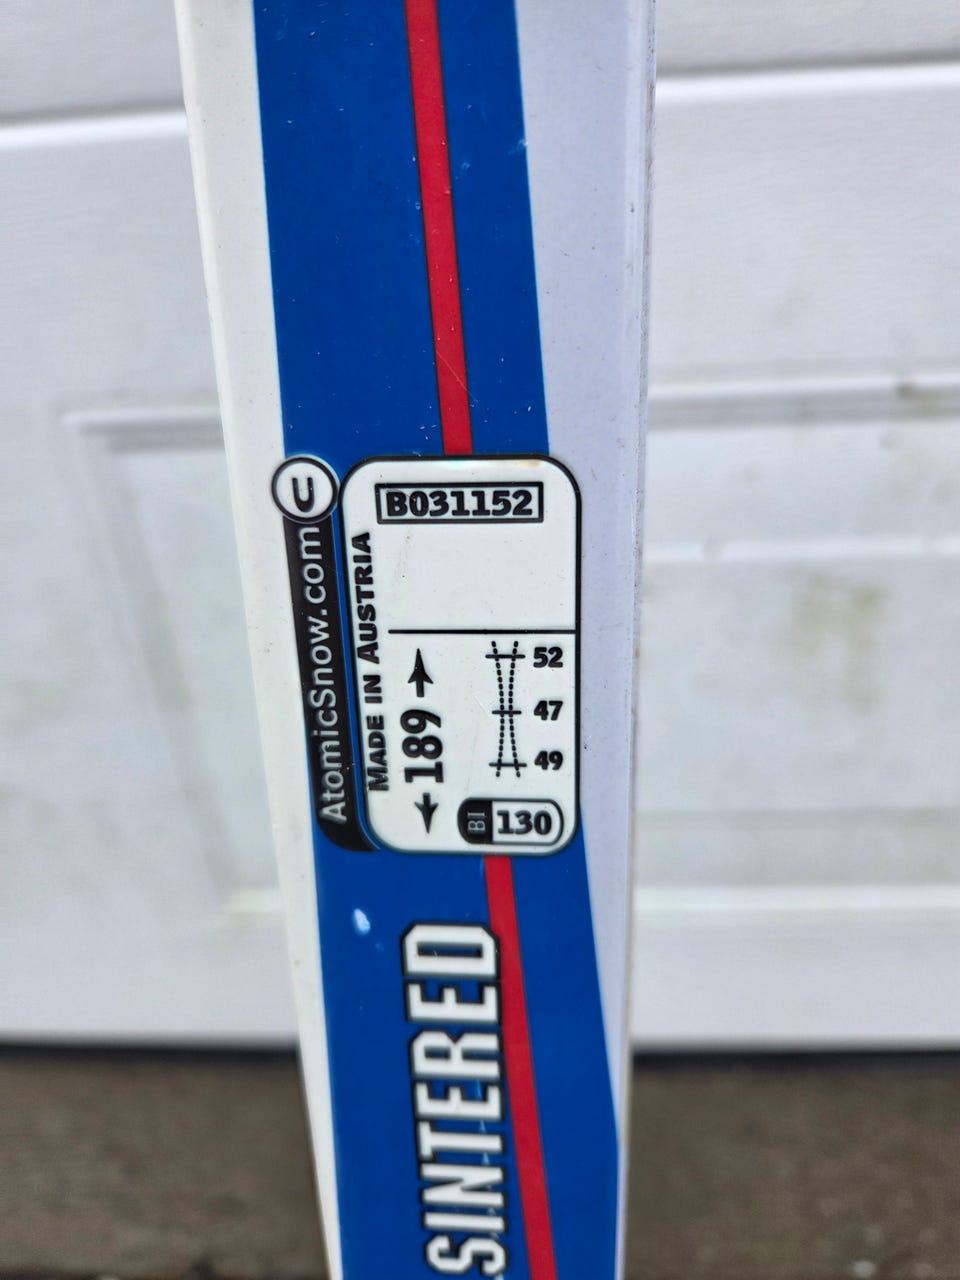 U
AtomicSnow.com
B031152
MADE IN AUSTRIA
189
52
47
49
BI 130
SINTERED